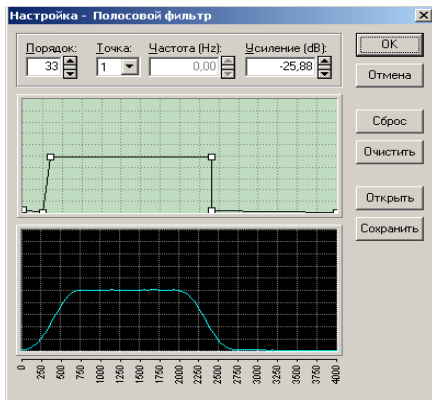 Настройка - Полосовой фильтр
Порядок: Точка: Частота (Hz): Усиление (dB):
33 1 0,00 -25,88
OK
Отмена
Сброс
Очистить
Открыть
Сохранить
0 250 500 750 1000 1250 1500 1750 2000 2250 2500 2750 3000 3250 3500 3750 4000